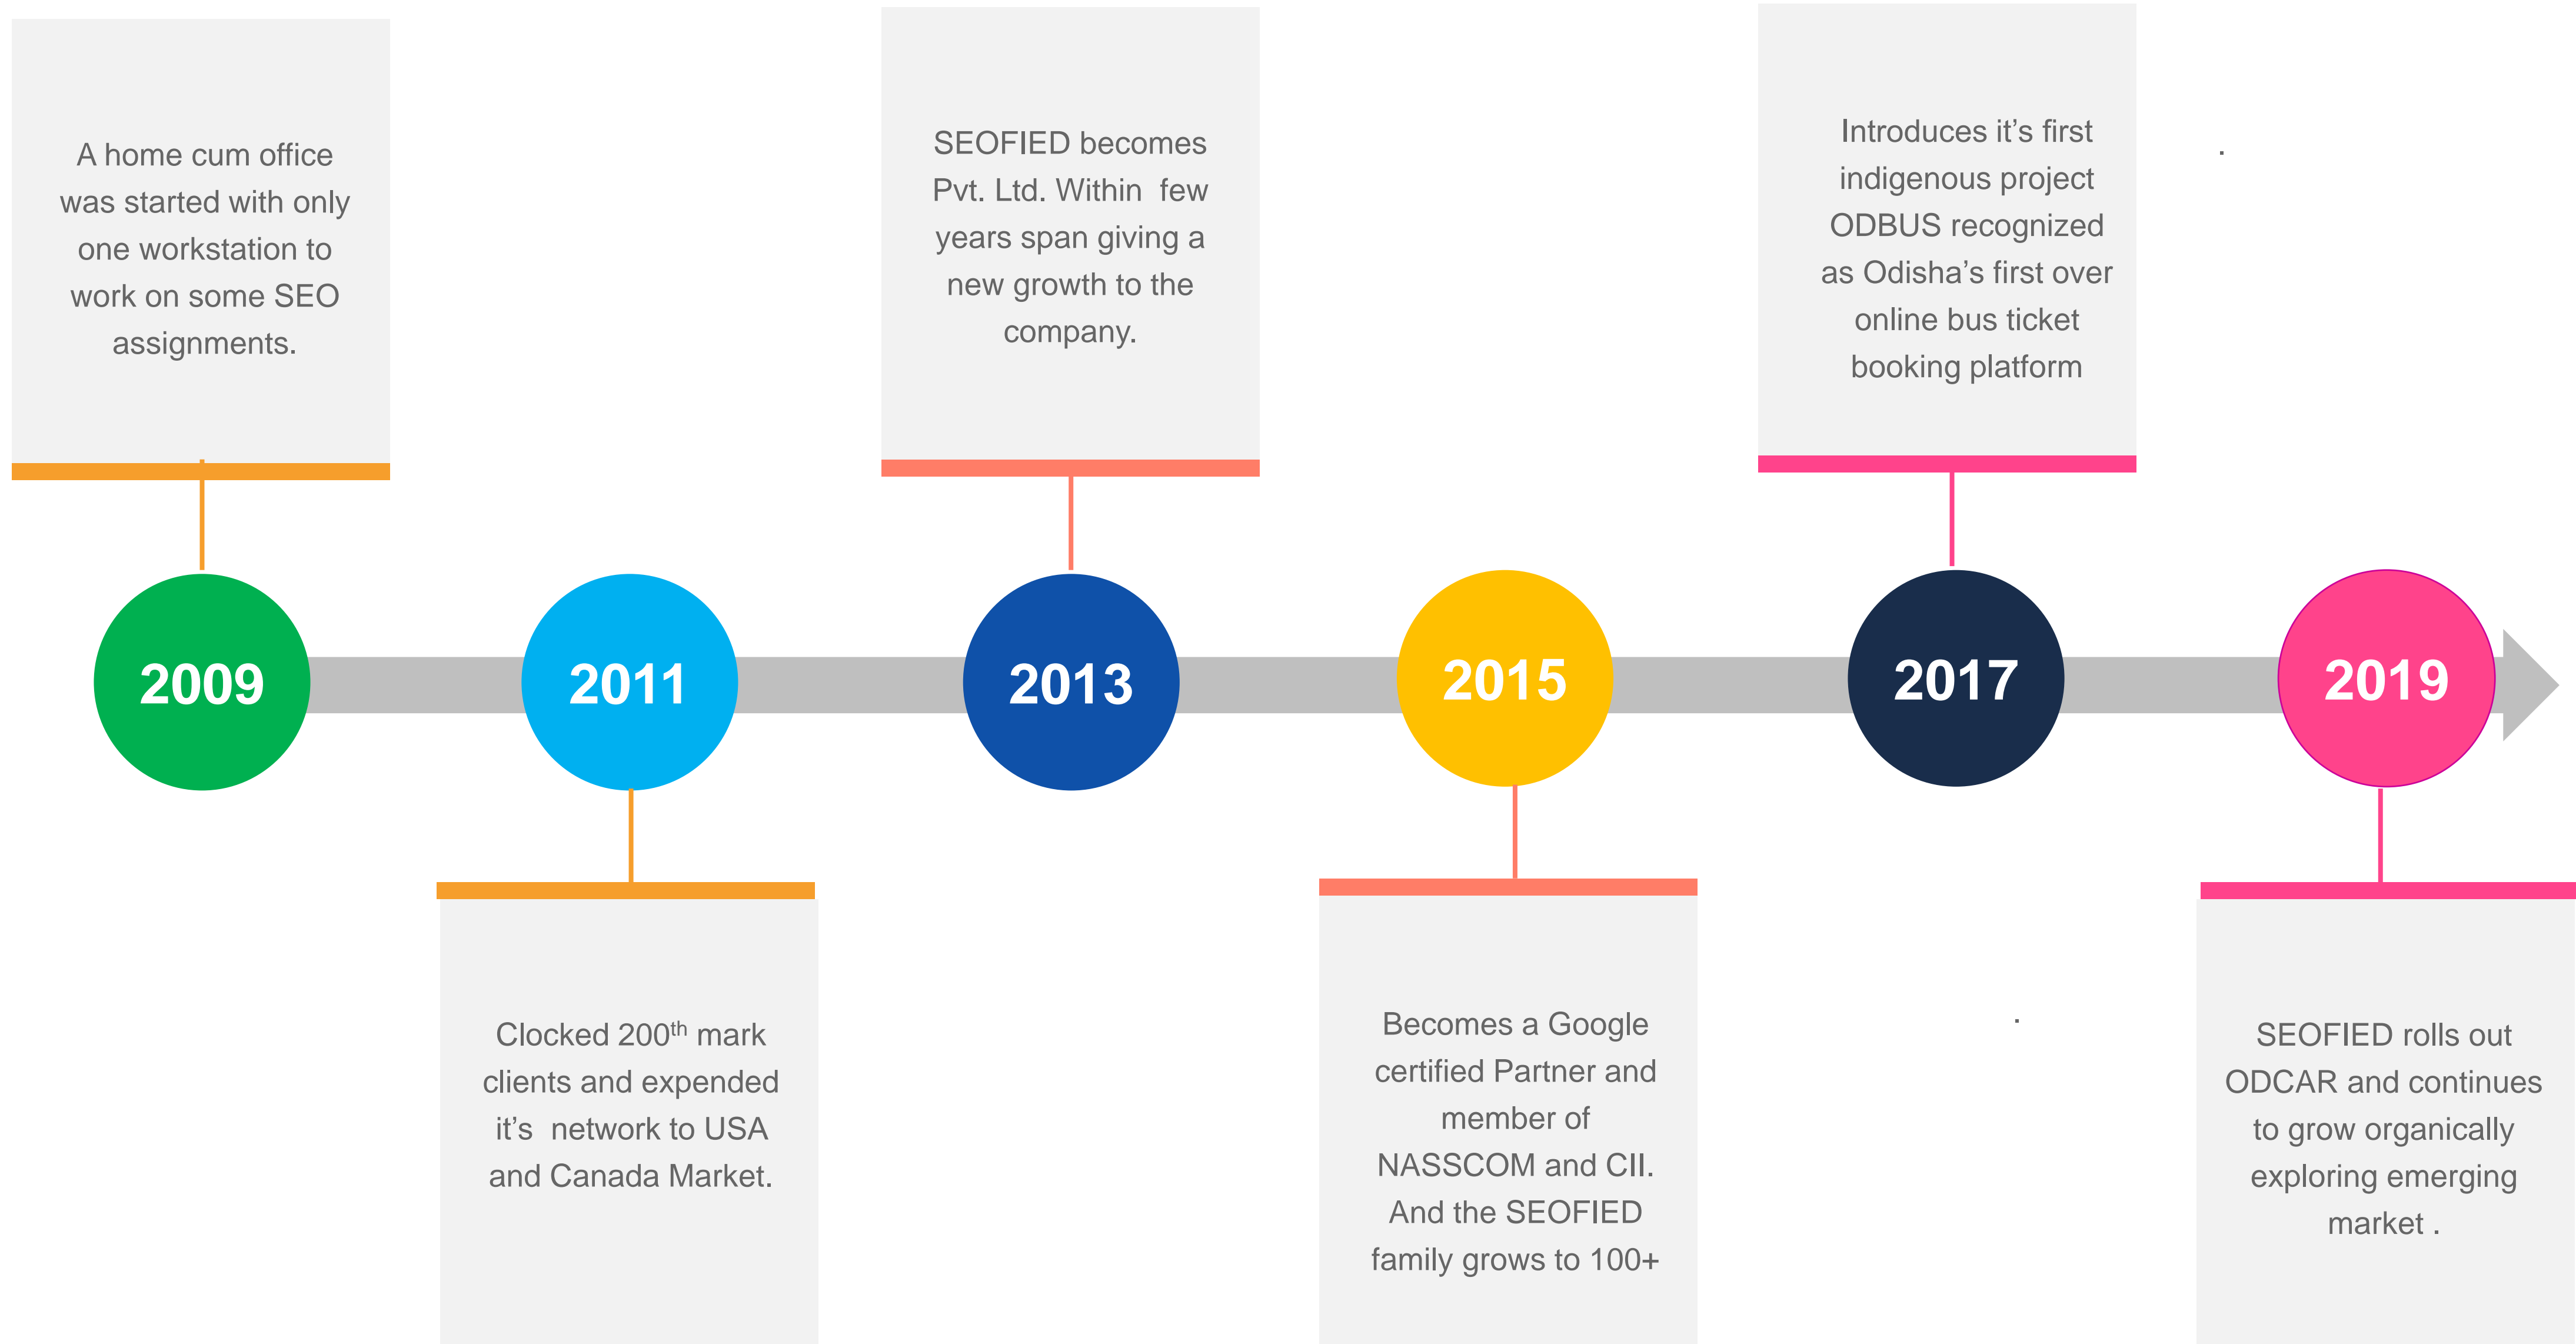 A home cum office
was started with only
one workstation to
work on some SEO
assignments.
SEOFIED becomes
Pvt. Ltd. Within  few
years span giving a
new growth to the
company.
Introduces it’s first
indigenous project
ODBUS recognized
as Odisha’s first over
online bus ticket
booking platform
.
2009
2011
2013
2015
2017
2019
Clocked 200th mark
clients and expended
it’s  network to USA
and Canada Market.
Becomes a Google
certified Partner and
member of
NASSCOM and CII.
And the SEOFIED
family grows to 100+
.
SEOFIED rolls out
ODCAR and continues
to grow organically
exploring emerging
market .